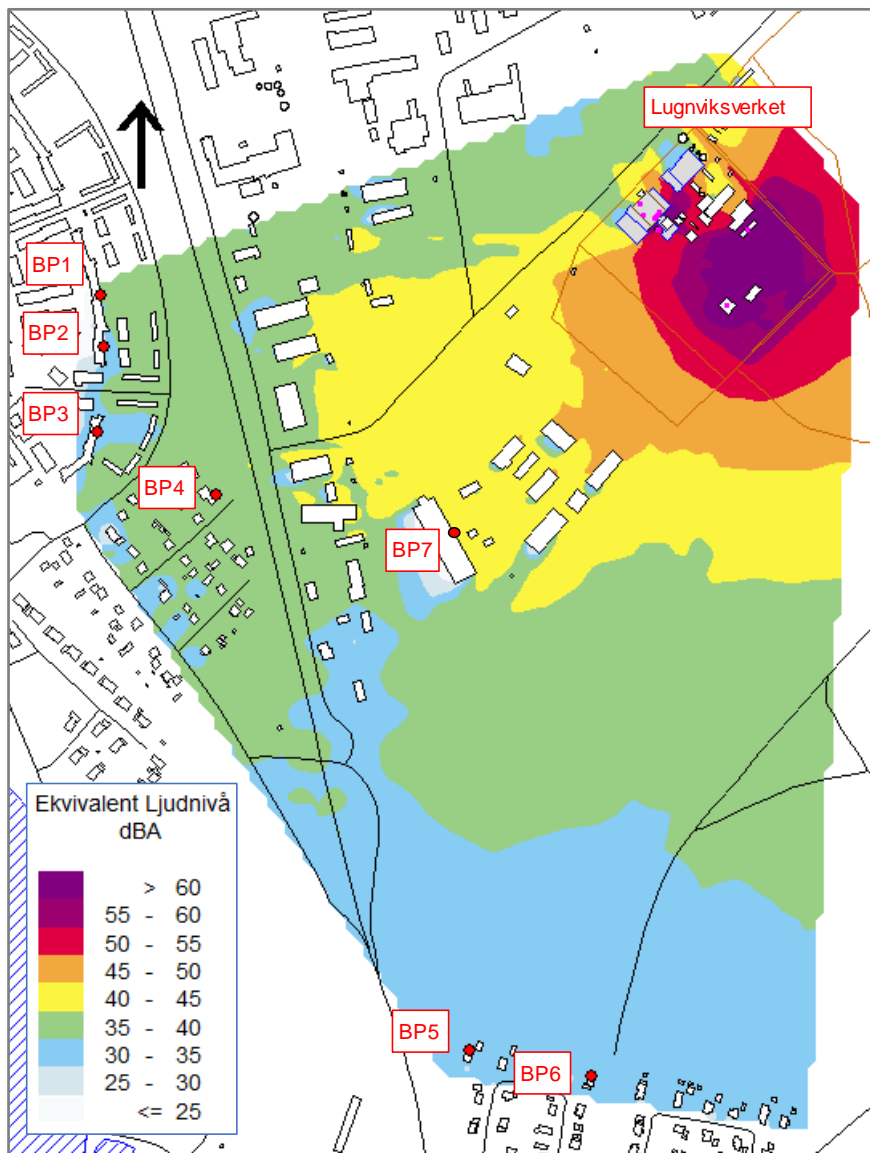 Lugnviksverket
BP1
BP2
BP3
BP4
BP7
Ekvivalent Ljudnivå
dBA
> 60
55 - 60
50 - 55
45 - 50
40 - 45
35 - 40
30 - 35
25 - 30
<= 25
BP5
BP6